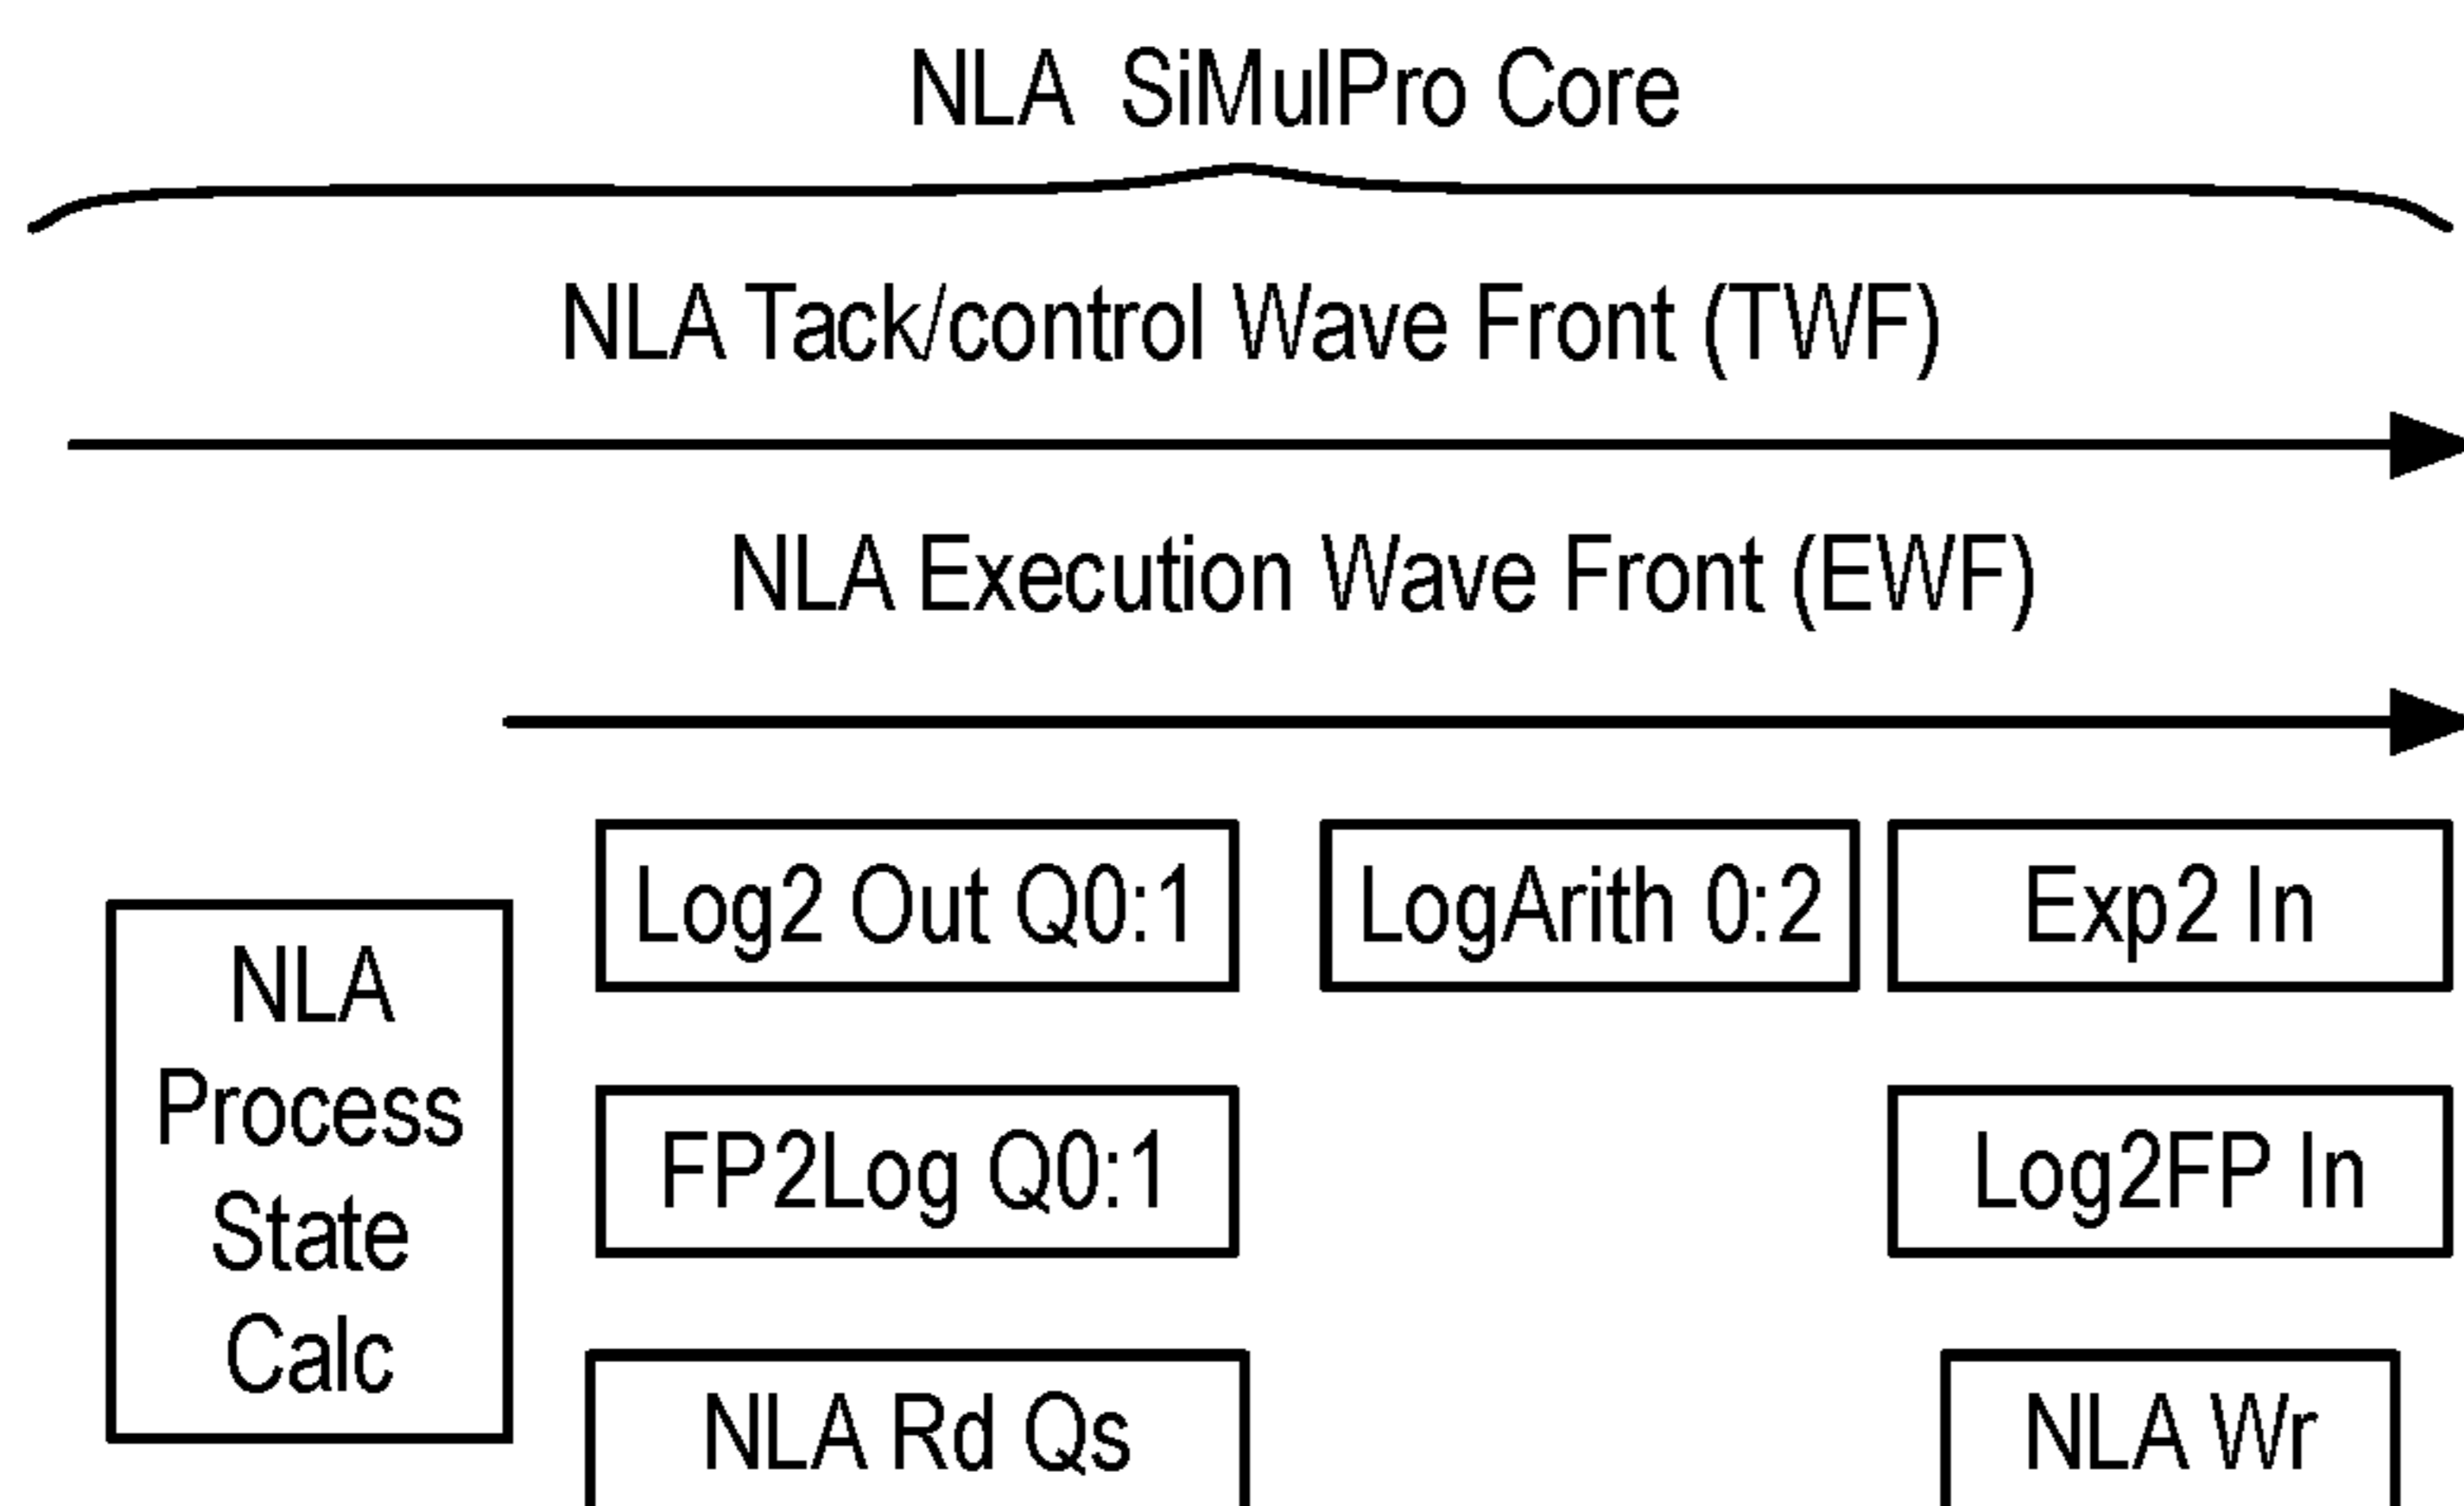 NLA SiMulPro Core
NLA Tack/control Wave Front (TWF)
NLA Execution Wave Front (EWF)
Log2 Out Q0:1
LogArith 0:2
Exp2 In
NLA
Process
State
Calc
FP2Log Q0:1
Log2FP In
NLA Rd Qs
NLA Wr